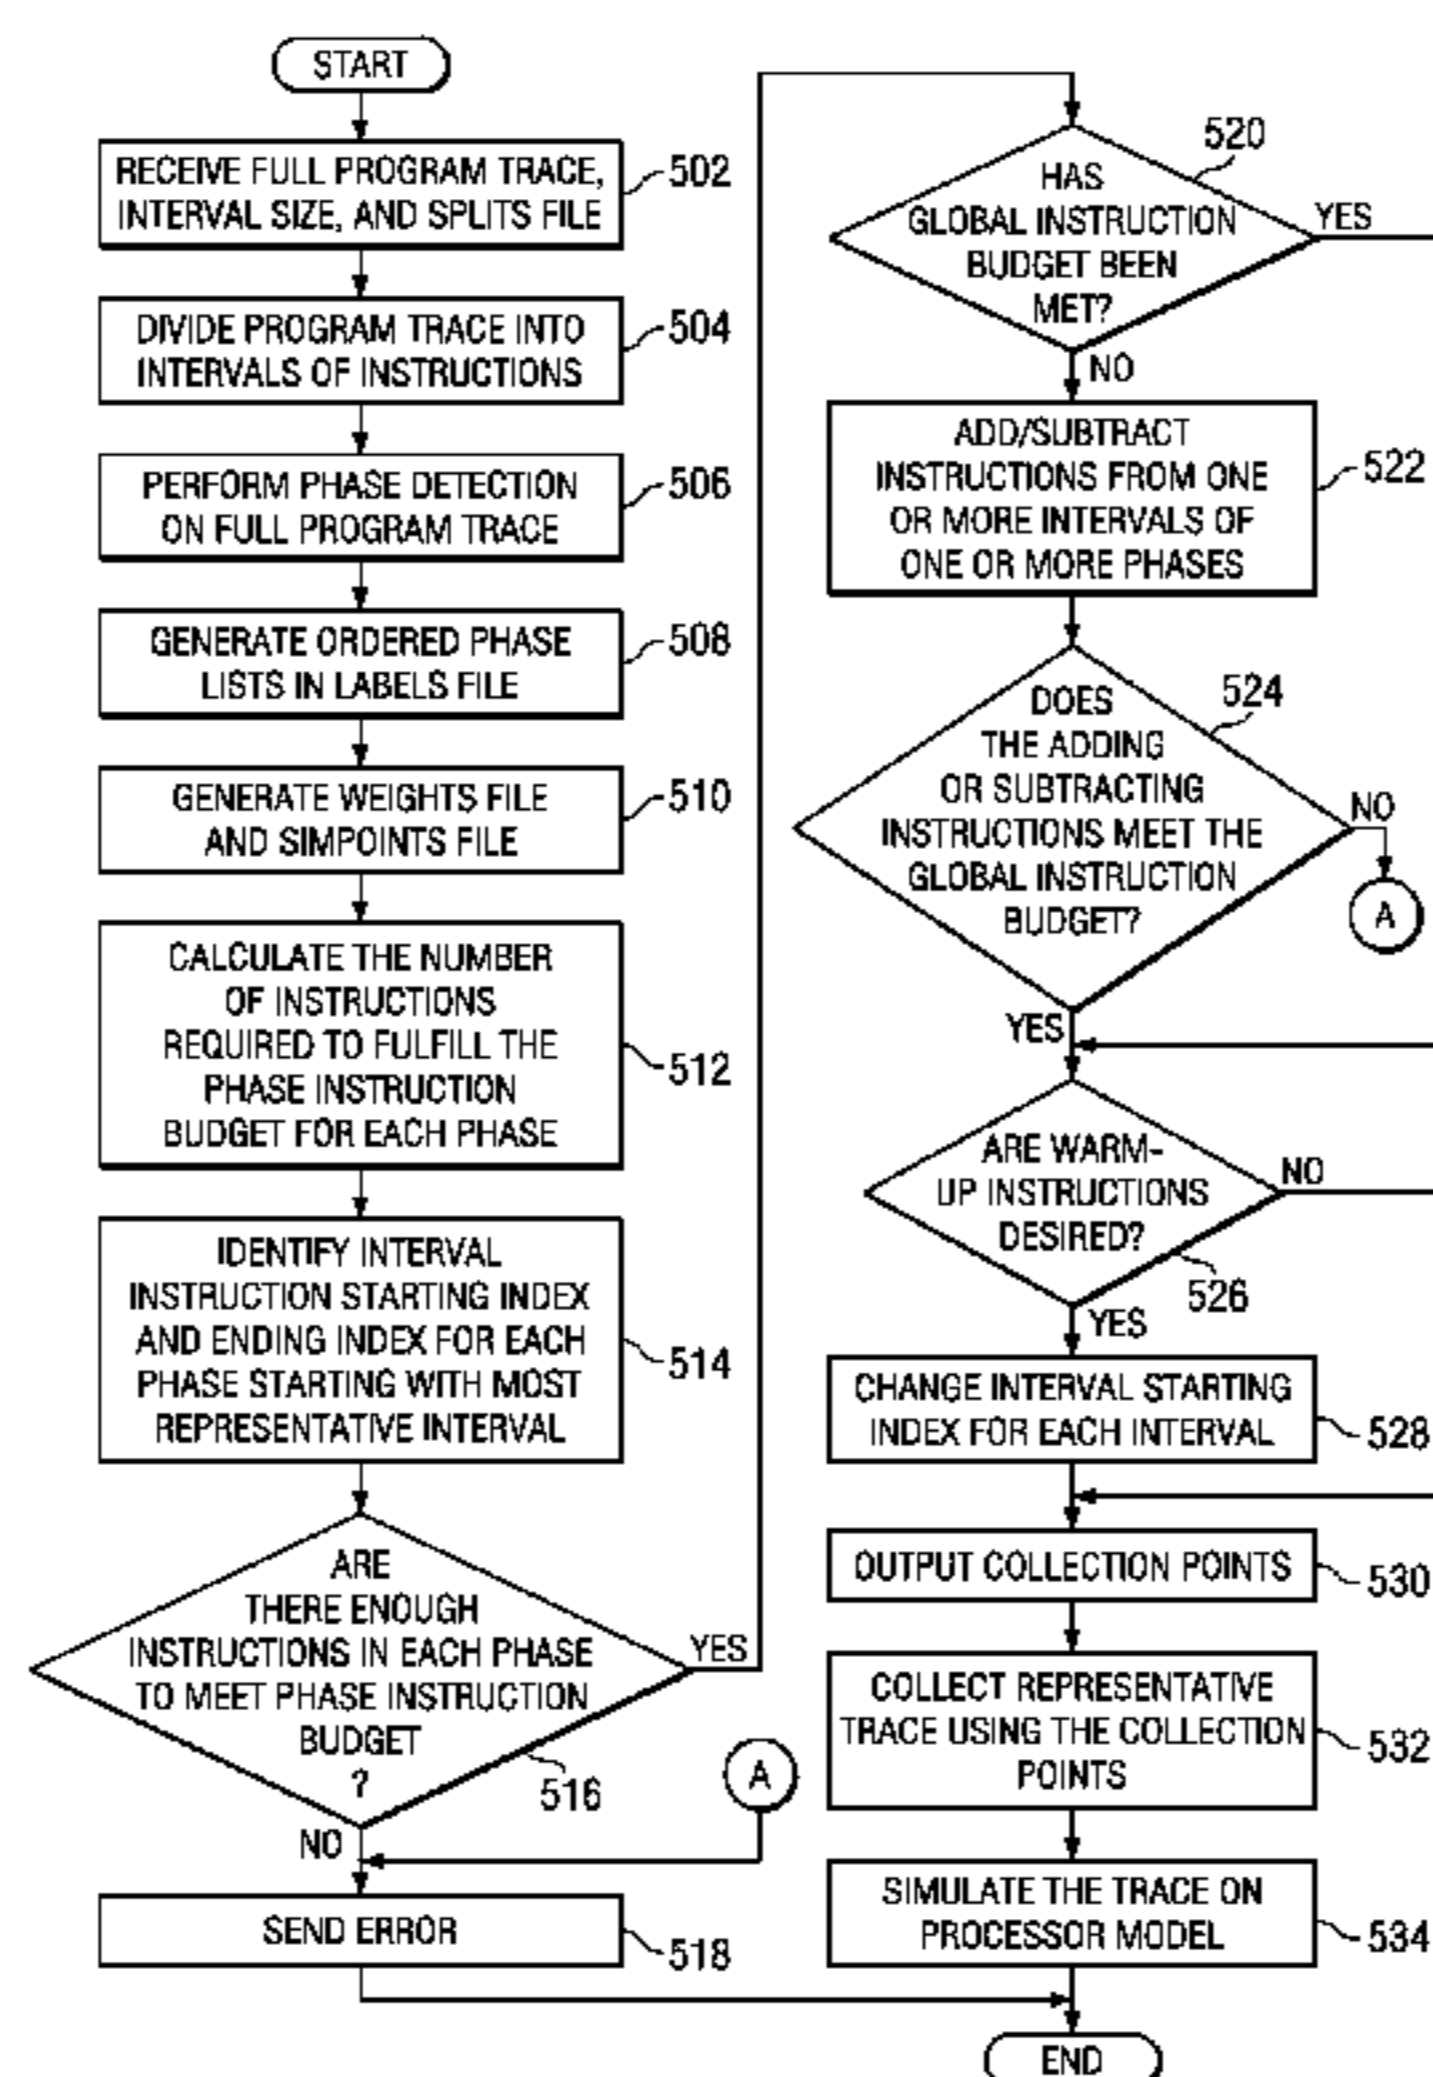 START
RECEIVE FULL PROGRAM TRACE,
INTERVAL SIZE, AND SPLITS FILE
502
DIVIDE PROGRAM TRACE INTO
INTERVALS OF INSTRUCTIONS
504
PERFORM PHASE DETECTION
ON FULL PROGRAM TRACE
506
GENERATE ORDERED PHASE
LISTS IN LABELS FILE
508
GENERATE WEIGHTS FILE
AND SIMPOINTS FILE
510
CALCULATE THE NUMBER
OF INSTRUCTIONS
REQUIRED TO FULFILL THE
PHASE INSTRUCTION
BUDGET FOR EACH PHASE
512
IDENTIFY INTERVAL
INSTRUCTION STARTING INDEX
AND ENDING INDEX FOR EACH
PHASE STARTING WITH MOST
REPRESENTATIVE INTERVAL
514
ARE
THERE ENOUGH
INSTRUCTIONS IN EACH PHASE
TO MEET PHASE INSTRUCTION
BUDGET
?
516
YES
NO
A
SEND ERROR
518
HAS
GLOBAL INSTRUCTION
BUDGET BEEN
MET?
520
YES
NO
ADD/SUBTRACT
INSTRUCTIONS FROM ONE
OR MORE INTERVALS OF
ONE OR MORE PHASES
522
DOES
THE ADDING
OR SUBTRACTING
INSTRUCTIONS MEET THE
GLOBAL INSTRUCTION
BUDGET?
524
NO
A
YES
ARE WARM-
UP INSTRUCTIONS
DESIRED?
526
NO
YES
CHANGE INTERVAL STARTING
INDEX FOR EACH INTERVAL
528
OUTPUT COLLECTION POINTS
530
COLLECT REPRESENTATIVE
TRACE USING THE COLLECTION
POINTS
532
SIMULATE THE TRACE ON
PROCESSOR MODEL
534
END